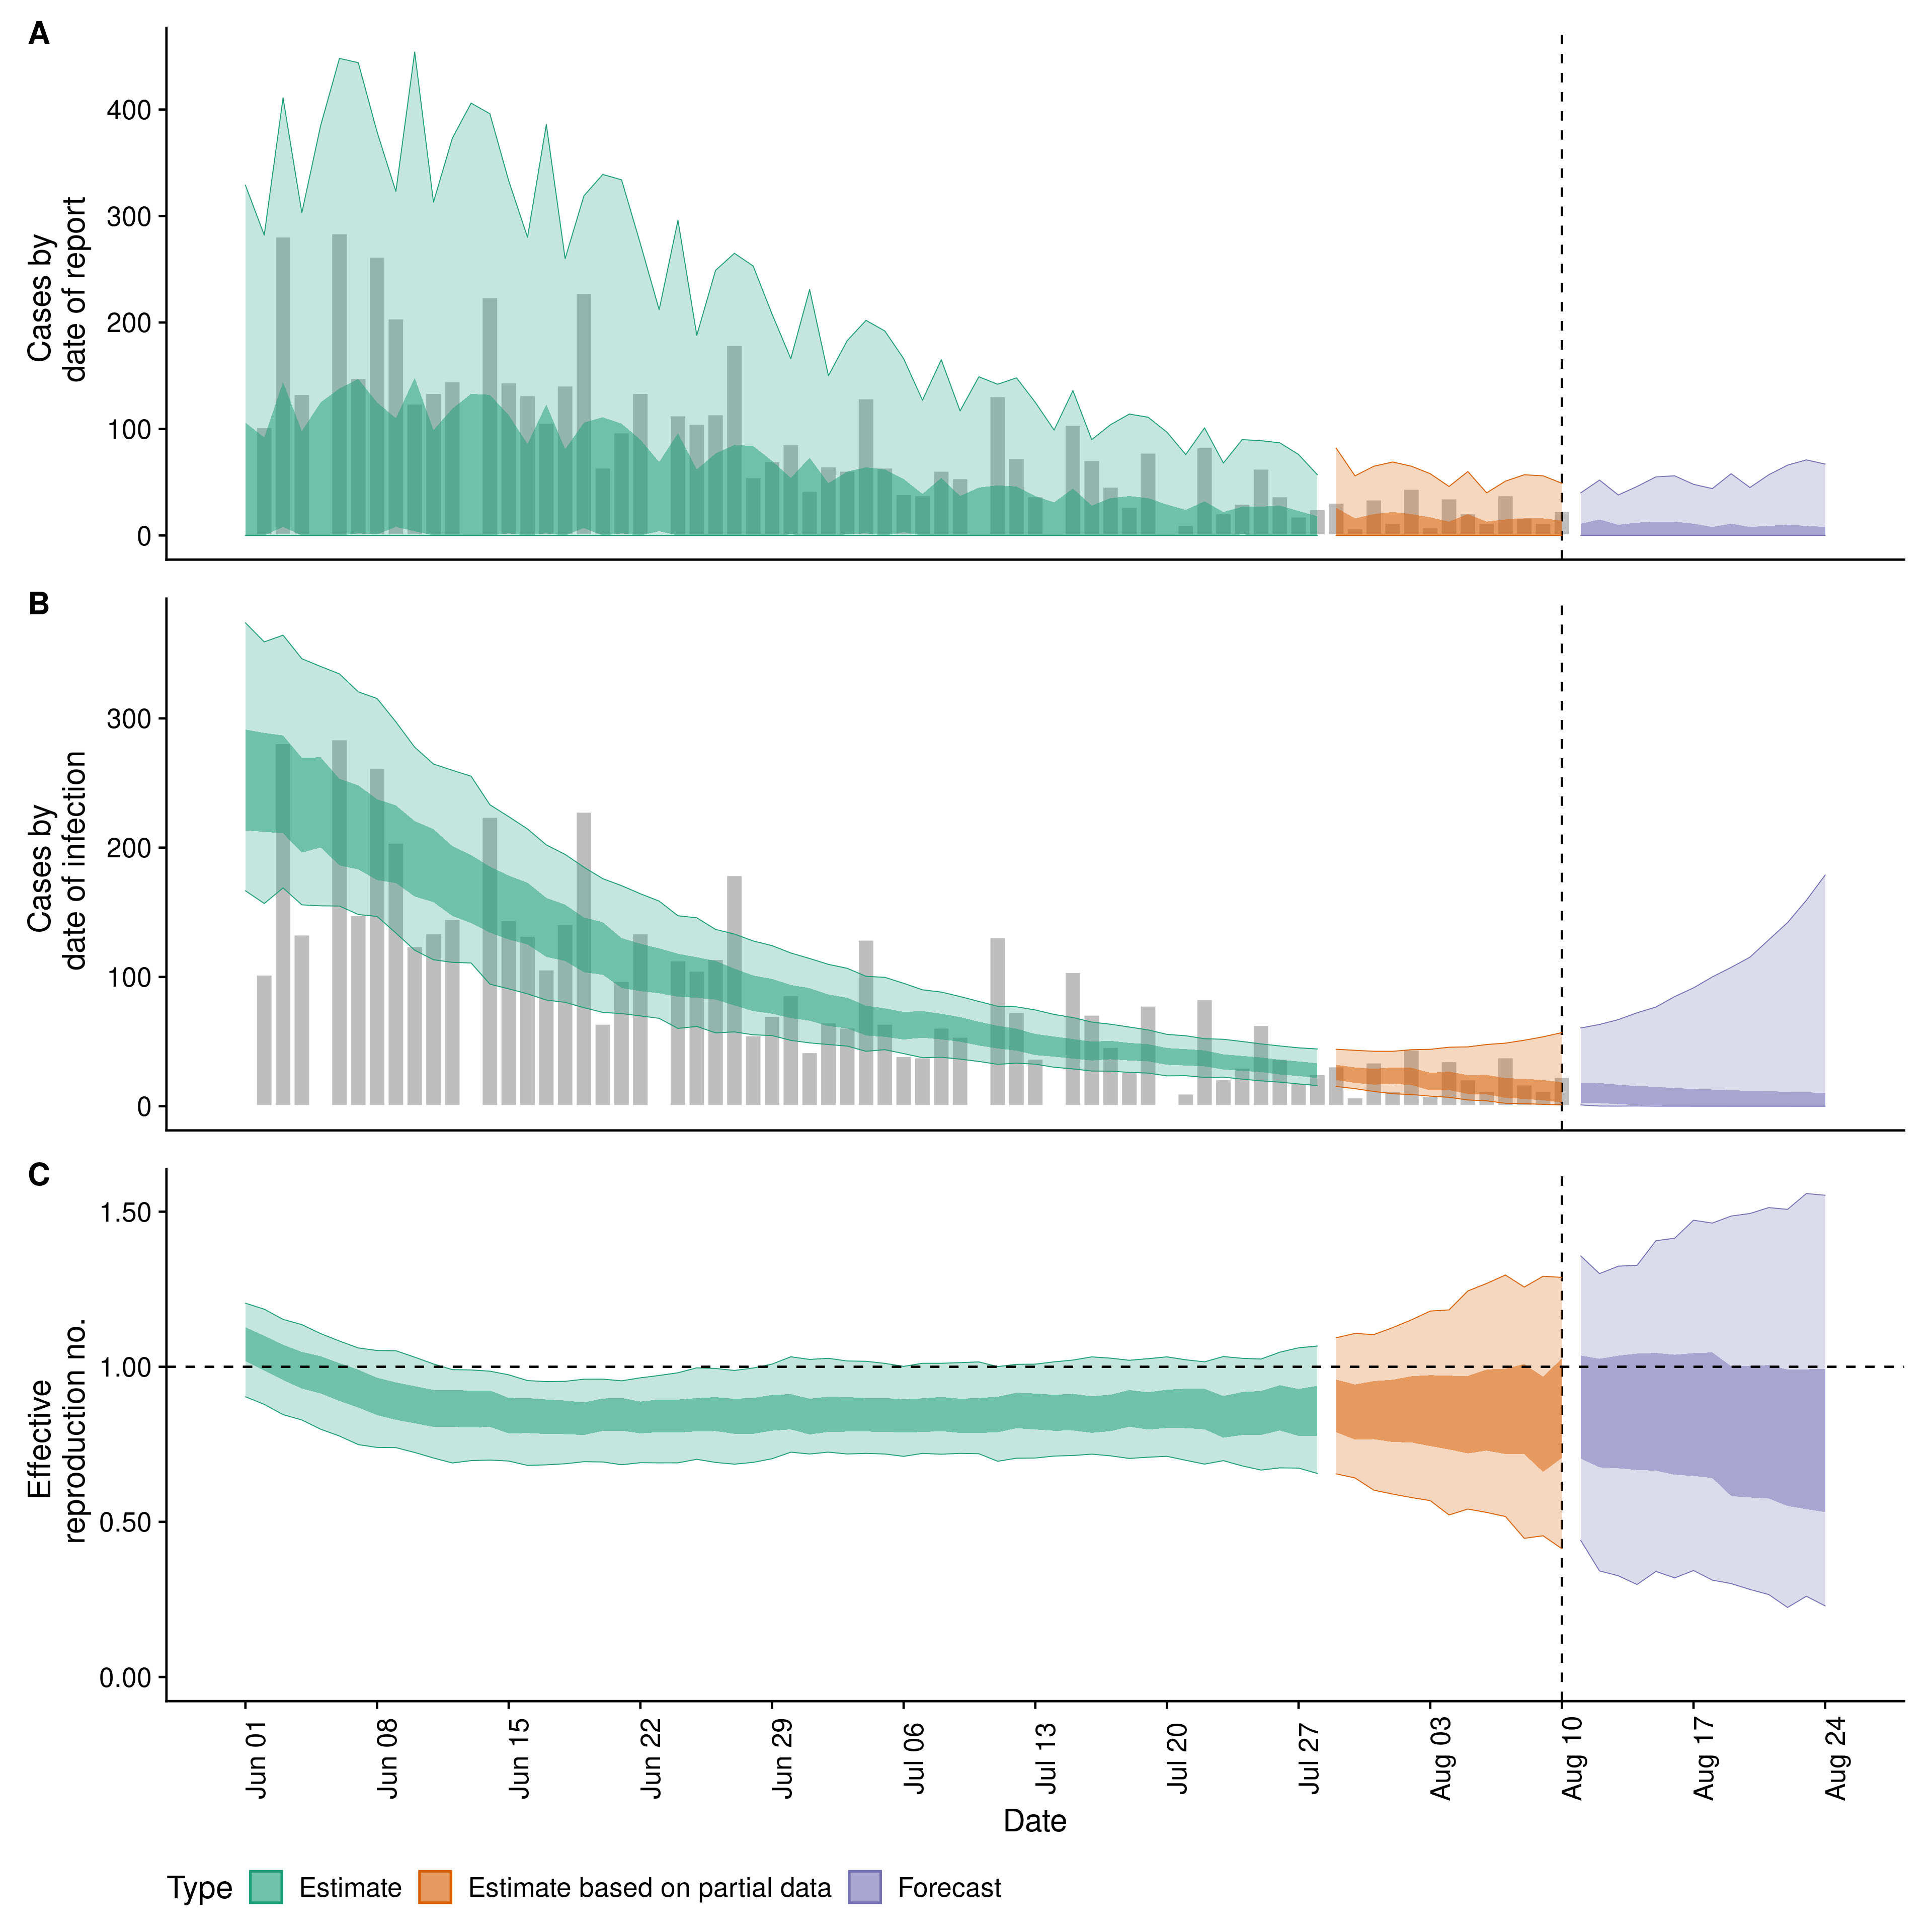 A
Cases by
date of report
400
300
200
100
0
B
Cases by
date of infection
300
200
100
0
C
Effective
reproduction no.
1.50
1.00
0.50
0.00
Jun 01
Jun 08
Jun 15
Jun 22
Jun 29
Jul 06
Jul 13
Jul 20
Jul 27
Aug 03
Aug 10
Aug 17
Aug 24
Date
Type Estimate Estimate based on partial data Forecast